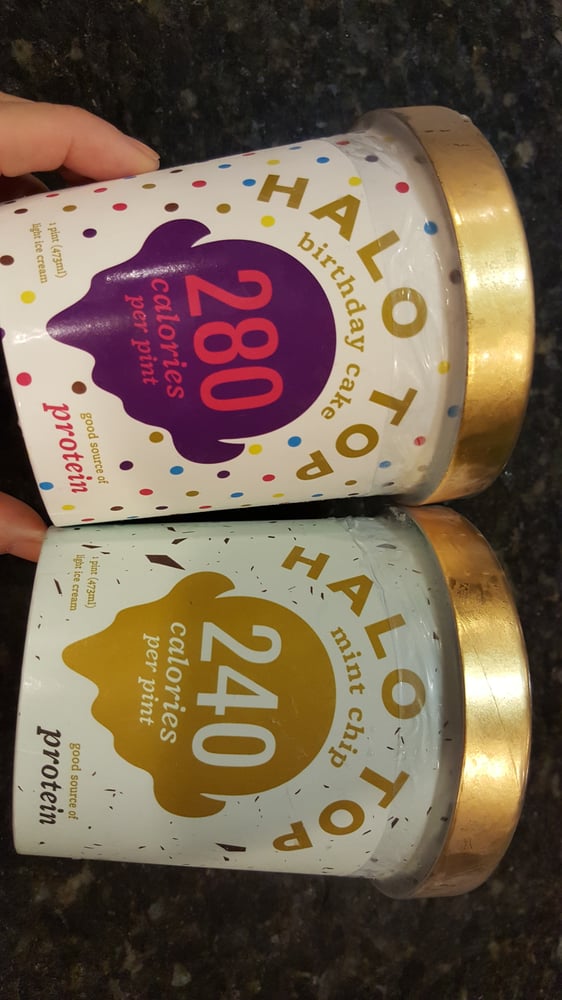 HALO TOP
birthday cake
280
calories
per pint
1 pint (473ml)
light ice cream
good source of
protein
HALO TOP
mint chip
240
calories
per pint
1 pint (473ml)
light ice cream
good source of
protein